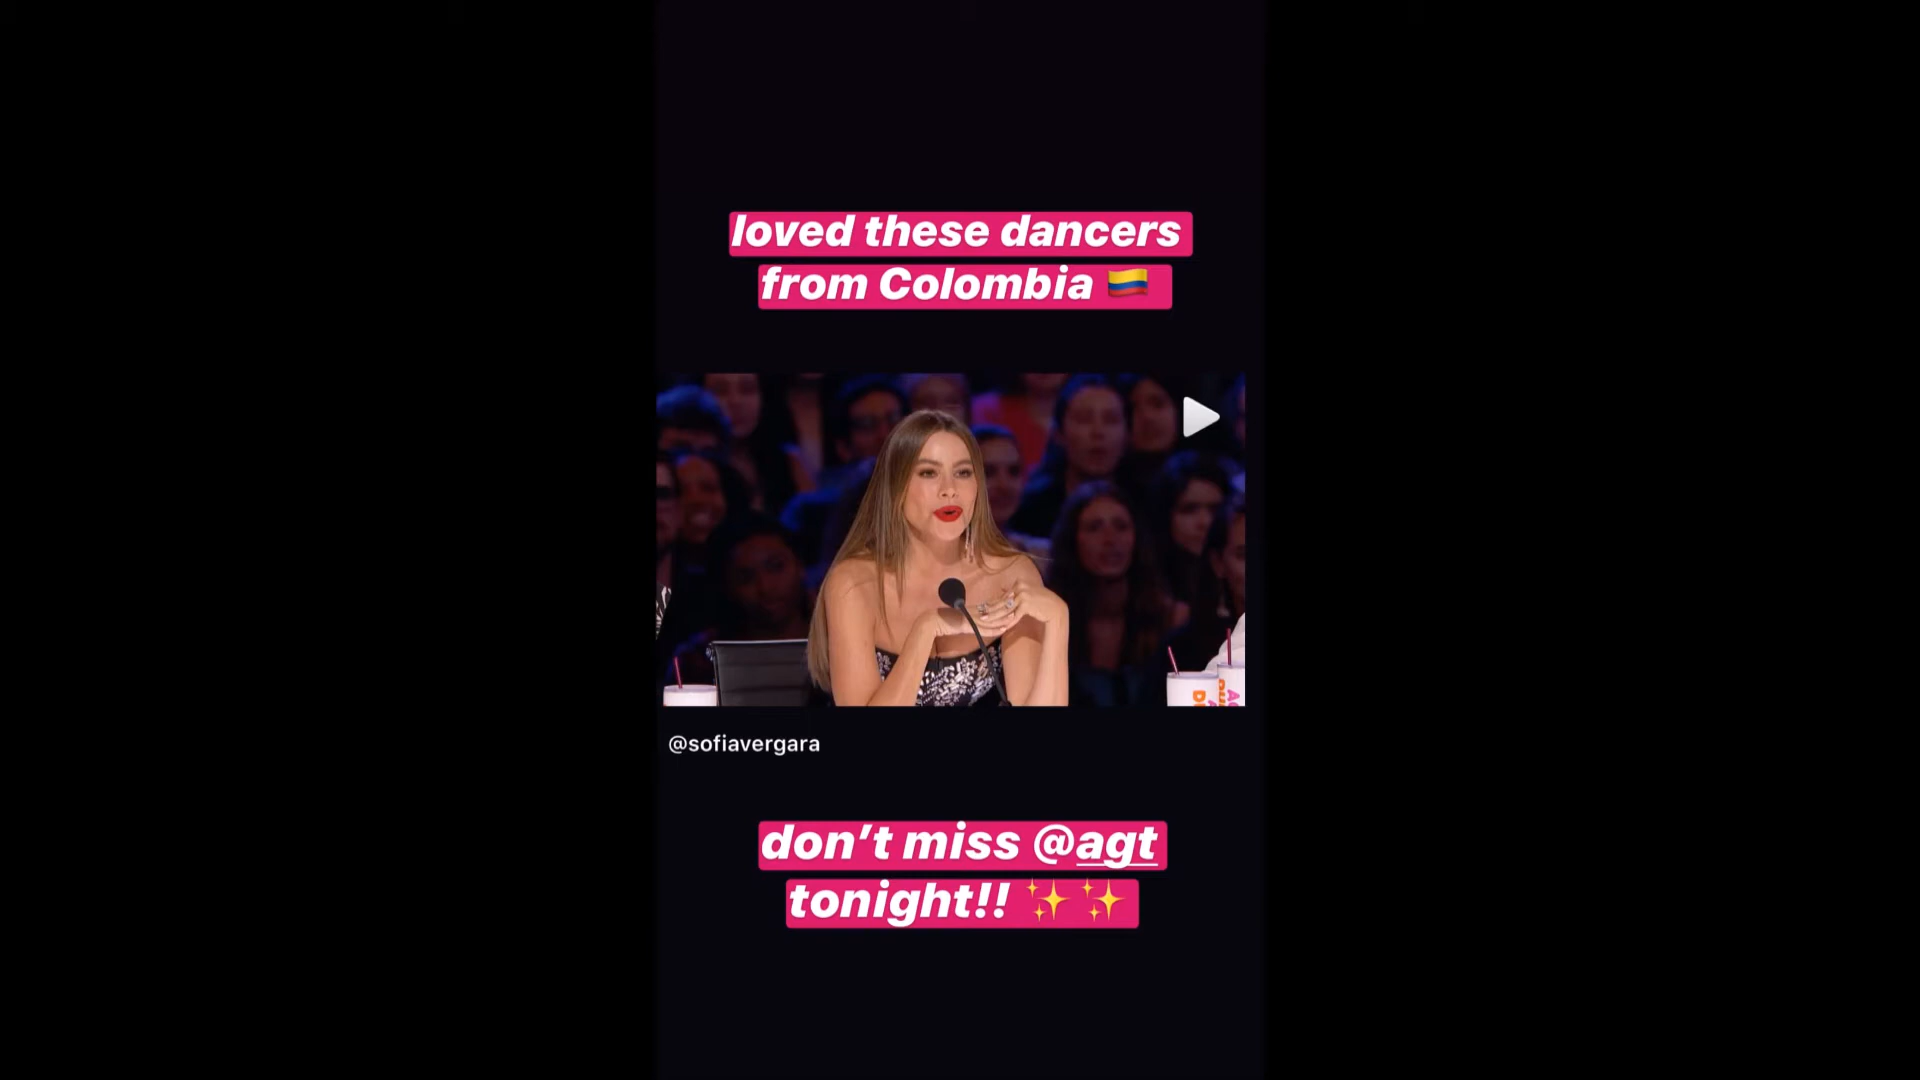 loved these dancers
from Colombia 🇨🇴
@sofiavergara
don’t miss @agt
tonight!! ✨✨